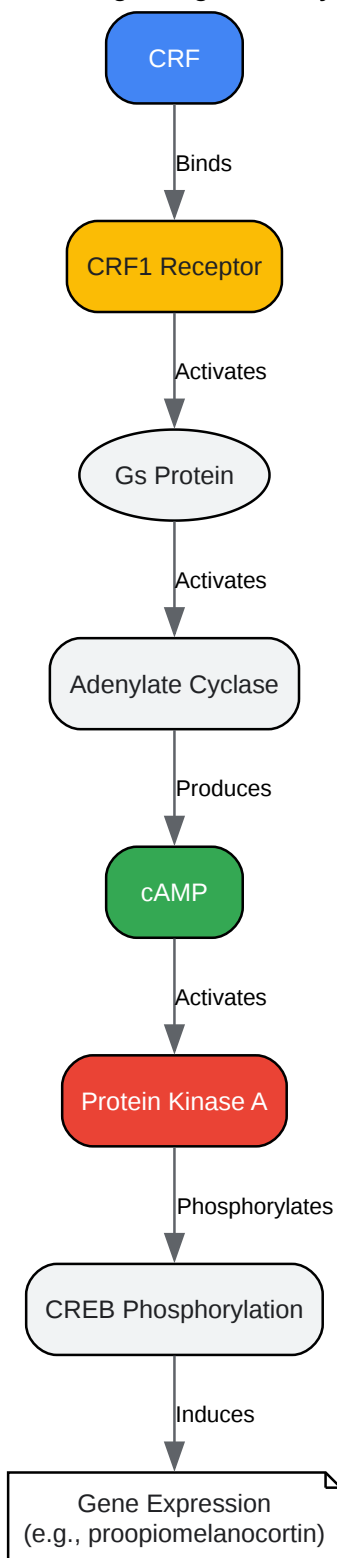 CRF
Binds
CRF1 Receptor
Activates
Gs Protein
Activates
Adenylate Cyclase
Produces
cAMP
Activates
Protein Kinase A
Phosphorylates
CREB Phosphorylation
Induces
Gene Expression
(e.g., proopiomelanocortin)